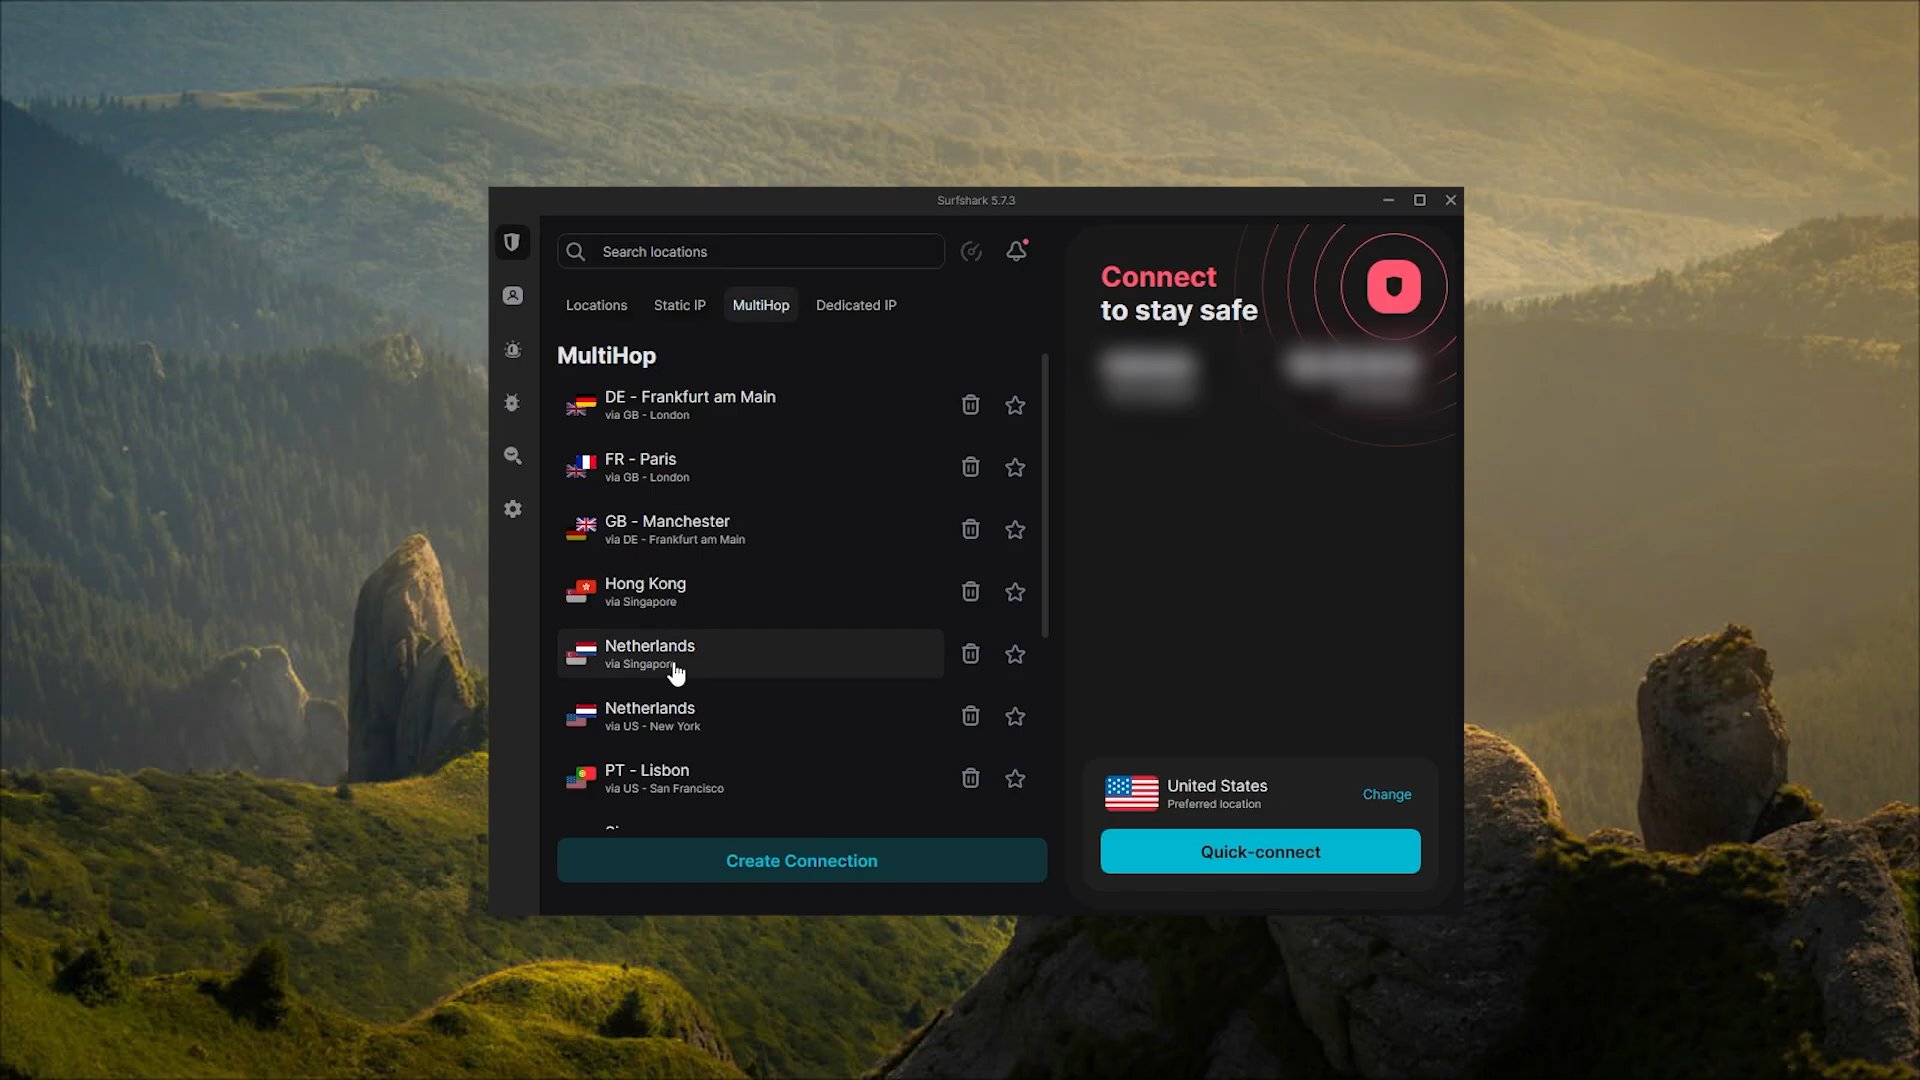 Surfshark 5.7.3
Search locations
Locations
Static IP
MultiHop
Dedicated IP
MultiHop
DE - Frankfurt am Main
via GB - London
FR - Paris
via GB - London
GB - Manchester
via DE - Frankfurt am Main
Hong Kong
via Singapore
Netherlands
via Singapore
Netherlands
via US - New York
PT - Lisbon
via US - San Francisco
Create Connection
Connect
to stay safe
United States
Preferred location
Change
Quick-connect